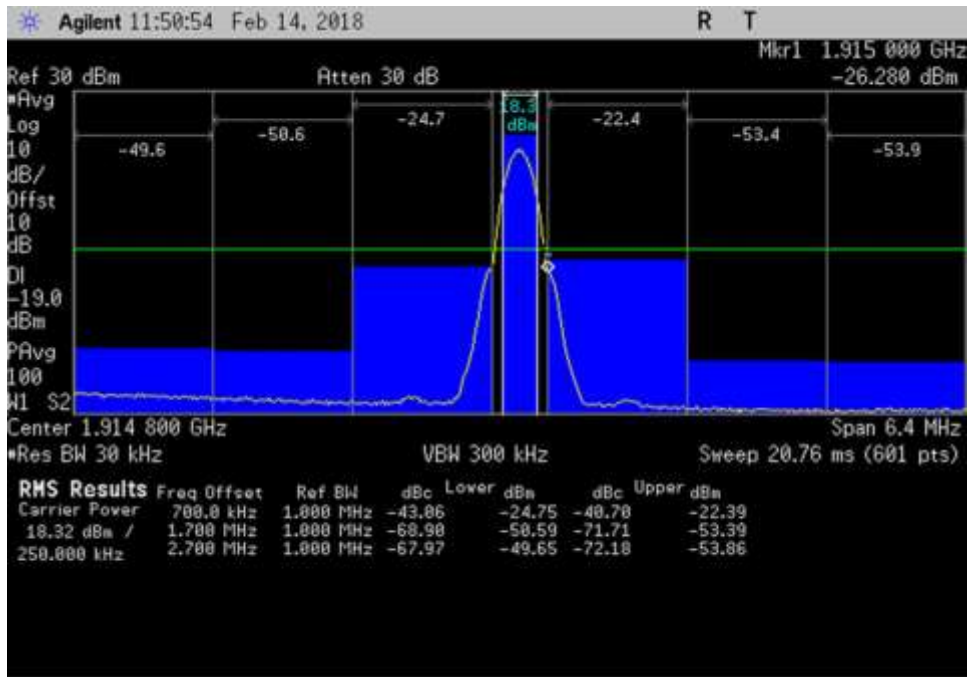 Agilent 11:50:54 Feb 14, 2018 R T
Mkr1 1.915 000 GHz
Ref 30 dBm Atten 30 dB -26.280 dBm
*Avg
Log
10
dB/
Offst
10
dB
DI
-19.0
dBm
PAvg
100
W1 S2
-49.6 -50.6 -24.7 18.3 dBm -22.4 -53.4 -53.9
Center 1.914 800 GHz Span 6.4 MHz
*Res BW 30 kHz VBW 300 kHz Sweep 20.76 ms (601 pts)
RMS Results Freq Offset Ref BW dBc Lower dBm dBc Upper dBm
Carrier Power 700.0 kHz 1.000 MHz -43.06 -24.75 -40.70 -22.39
18.32 dBm / 1.700 MHz 1.000 MHz -68.90 -50.59 -71.71 -53.39
250.000 kHz 2.700 MHz 1.000 MHz -67.97 -49.65 -72.18 -53.86